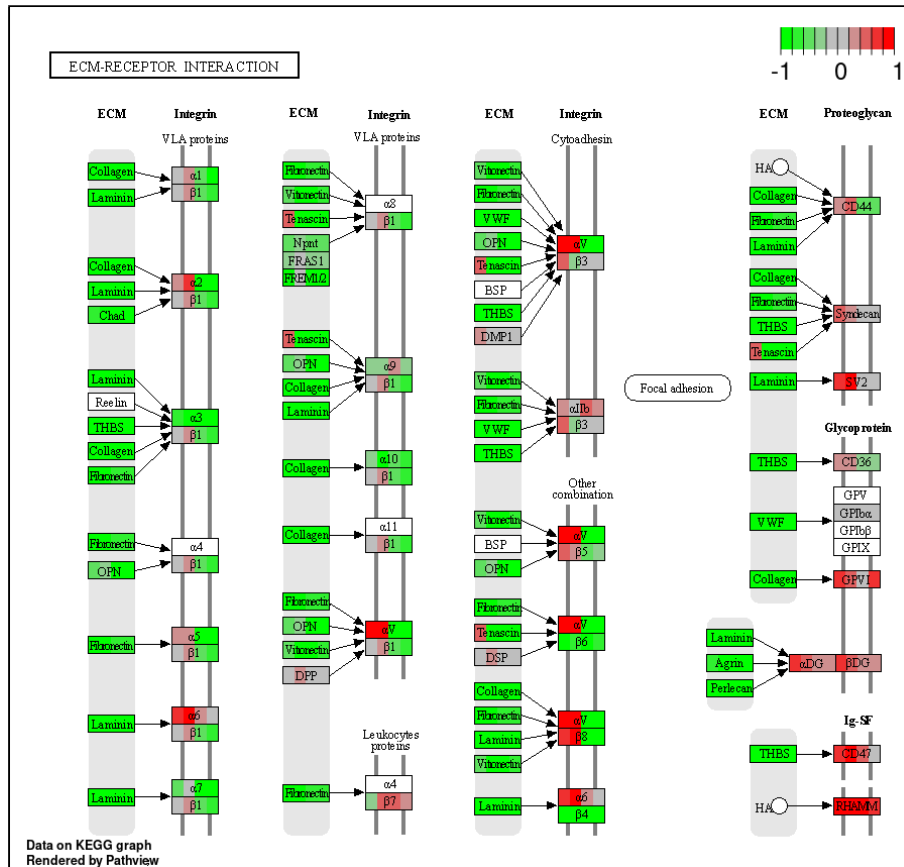 ECM-RECEPTOR INTERACTION
-1 0 1
ECM Integrin
VLA proteins
Collagen
Laminin
α1
β1
Collagen
Laminin
Chad
α2
β1
Laminin
Reelin
THBS
Collagen
Fibronectin
α3
β1
Fibronectin
OPN
α4
β1
Fibronectin
α5
β1
Laminin
α6
β1
Laminin
α7
β1
ECM Integrin
VLA proteins
Fibronectin
Vitronectin
Tenascin
Npnt
FRAS1
FREM1/2
α8
β1
Tenascin
OPN
Collagen
Laminin
α9
β1
Collagen
α10
β1
Collagen
α11
β1
Fibronectin
OPN
Vitronectin
DPP
αV
β1
Leukocytes
proteins
Fibronectin
α4
β7
ECM Integrin
Cytoadhesin
Vitronectin
Fibronectin
VWF
OPN
Tenascin
BSP
THBS
DMP1
αV
β3
Vitronectin
Fibronectin
VWF
THBS
αIIb
β3
Other
combination
Vitronectin
BSP
OPN
αV
β5
Fibronectin
Tenascin
DSP
αV
β6
Collagen
Fibronectin
Laminin
Vitronectin
αV
β8
Laminin
α6
β4
Focal adhesion
ECM Proteoglycan
HA
Collagen
Fibronectin
Laminin
CD44
Collagen
Fibronectin
THBS
Tenascin
Syndecan
Laminin
SV2
Glycoprotein
THBS
CD36
VWF
GPV
GPIbα
GPIbβ
GPIX
Collagen
GPVI
Laminin
Agrin
Perlecan
αDG
βDG
Ig-SF
THBS
CD47
HA
RHAMM
Data on KEGG graph
Rendered by Pathview